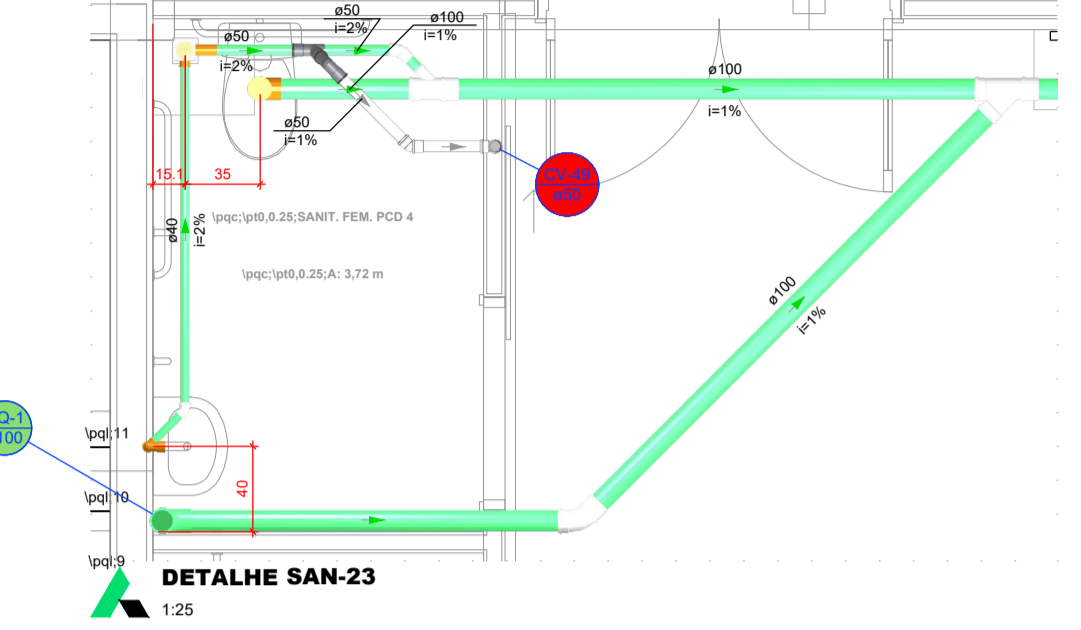 ø50
i=2%
ø100
i=1%
ø50
i=2%
ø100
i=1%
ø50
i=1%
15.1
35
CV-49
ø50
\pqc;\pt0,0.25;SANIT. FEM. PCD 4
ø40
i=2%
\pqc;\pt0,0.25;A: 3,72 m
ø100
i=1%
Q-1
100
\pql;11
40
\pql;10
\pql;9
DETALHE SAN-23
1:25